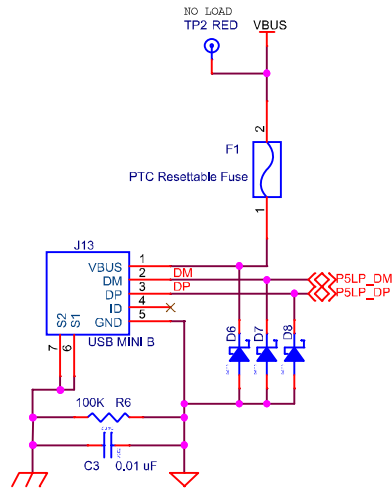 NO LOAD
TP2 RED
VBUS
2
F1
PTC Resettable Fuse
1
J13
VBUS 1
DM 2 DM
DP 3 DP
ID 4
GND 5
P5LP_DM
P5LP_DP
S2 S1
7 6
USB MINI B
D6 D7 D8
100K R6
C3 0.01 uF